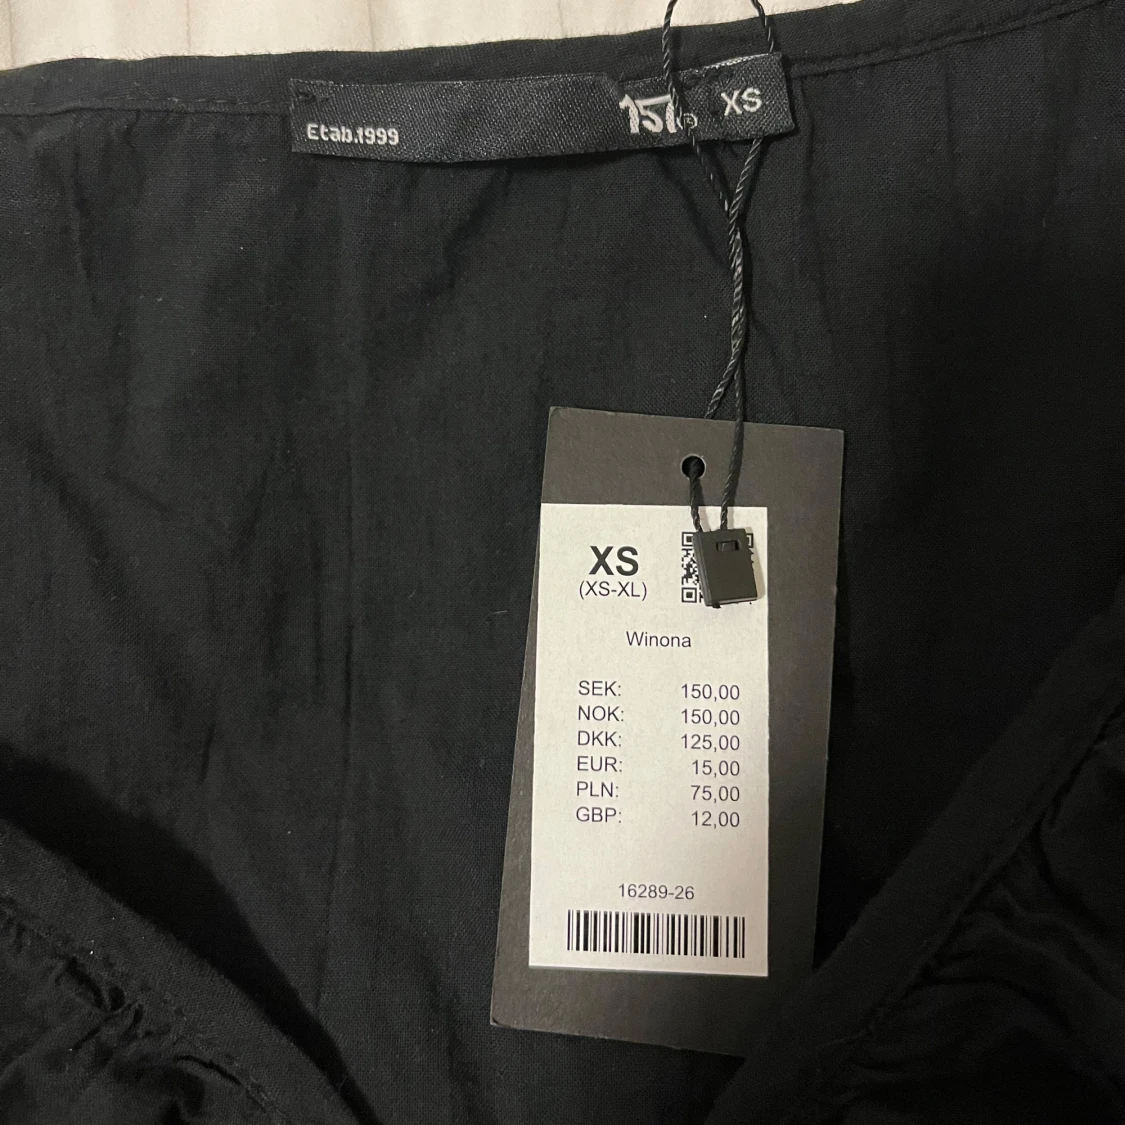 Etab.1999
157® XS
XS
(XS-XL)
Winona
SEK: 150,00
NOK: 150,00
DKK: 125,00
EUR: 15,00
PLN: 75,00
GBP: 12,00
16289-26